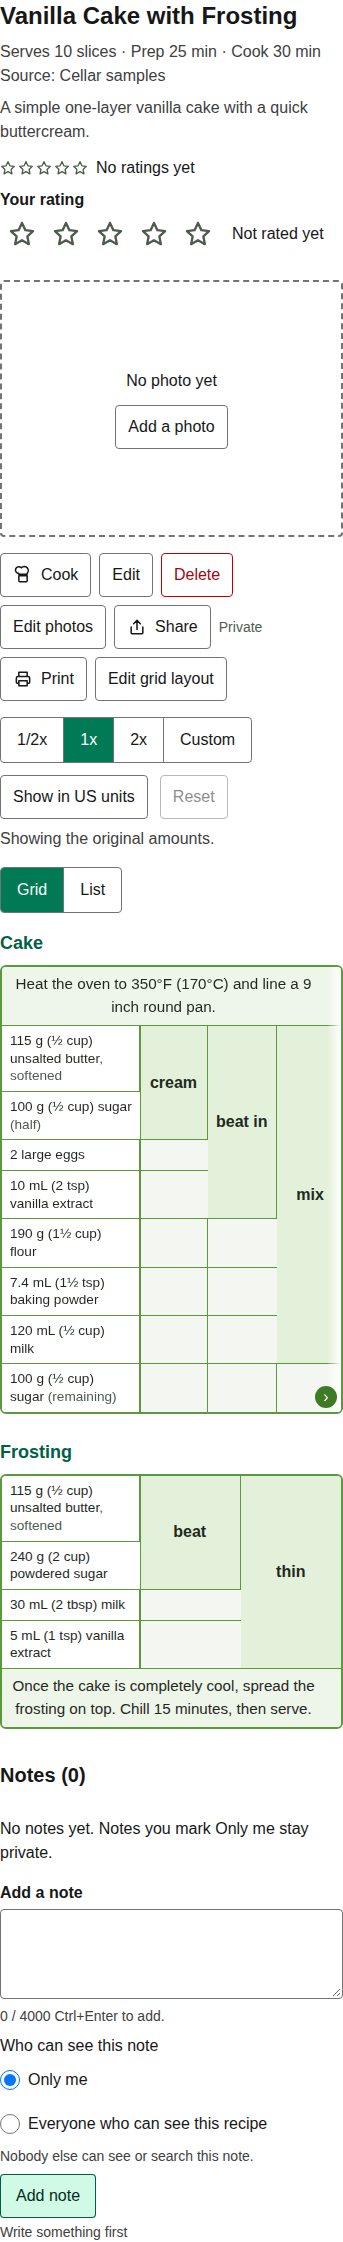 Vanilla Cake with Frosting
Serves 10 slices · Prep 25 min · Cook 30 min
Source: Cellar samples
A simple one-layer vanilla cake with a quick
buttercream.
No ratings yet
Your rating
Not rated yet
No photo yet
Add a photo
Cook Edit Delete
Edit photos Share Private
Print Edit grid layout
1/2x 1x 2x Custom
Show in US units Reset
Showing the original amounts.
Grid List
Cake
Heat the oven to 350°F (170°C) and line a 9
inch round pan.
115 g (½ cup)
unsalted butter,
softened
cream
100 g (½ cup) sugar
(half)
beat in
2 large eggs
10 mL (2 tsp)
vanilla extract
mix
190 g (1½ cup)
flour
7.4 mL (1½ tsp)
baking powder
120 mL (½ cup)
milk
100 g (½ cup)
sugar (remaining)
›
Frosting
115 g (½ cup)
unsalted butter,
softened
beat
240 g (2 cup)
powdered sugar
thin
30 mL (2 tbsp) milk
5 mL (1 tsp) vanilla
extract
Once the cake is completely cool, spread the
frosting on top. Chill 15 minutes, then serve.
Notes (0)
No notes yet. Notes you mark Only me stay
private.
Add a note
0 / 4000 Ctrl+Enter to add.
Who can see this note
Only me
Everyone who can see this recipe
Nobody else can see or search this note.
Add note
Write something first